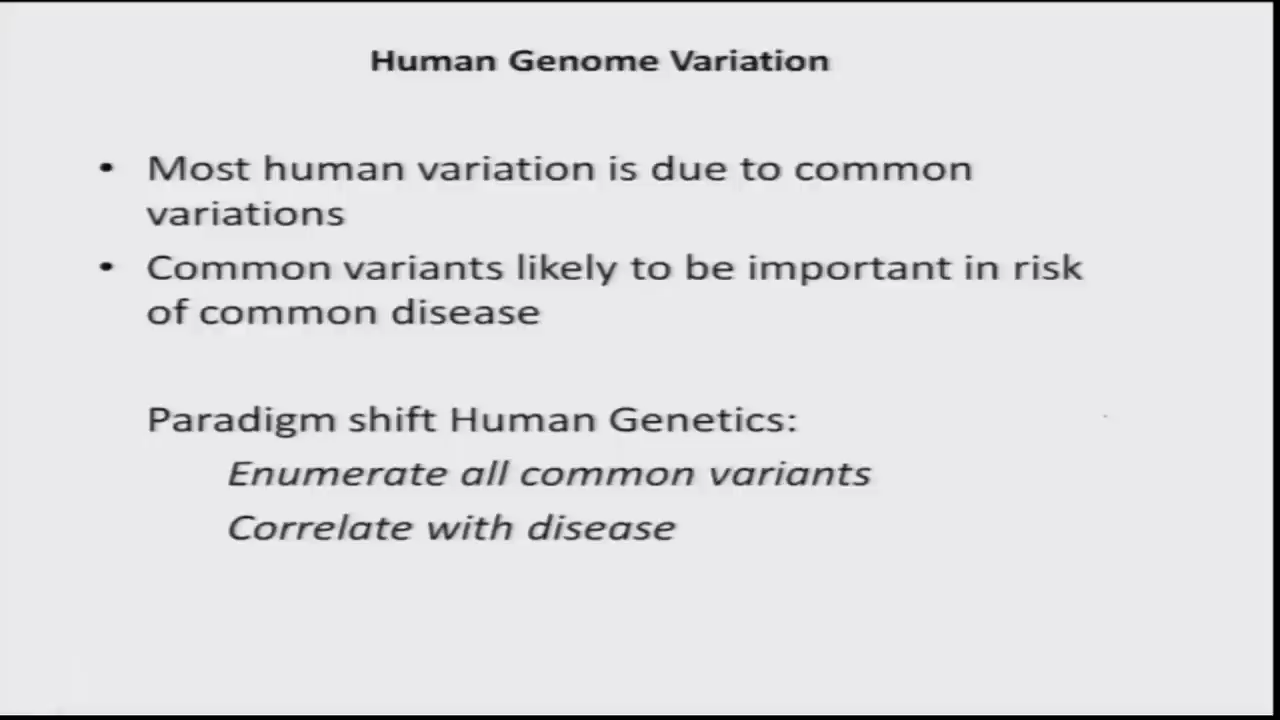 Human Genome Variation
• Most human variation is due to common
variations
• Common variants likely to be important in risk
of common disease
Paradigm shift Human Genetics:
Enumerate all common variants
Correlate with disease